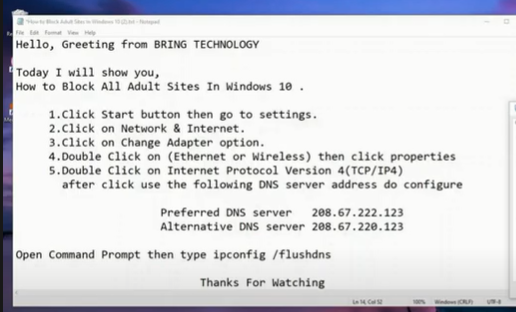 *How to Block Adult Sites in Windows 10 (2).txt - Notepad
File Edit Format View Help
Hello, Greeting from BRING TECHNOLOGY
Today I will show you,
How to Block All Adult Sites In Windows 10 .
1.Click Start button then go to settings.
2.Click on Network & Internet.
3.Click on Change Adapter option.
4.Double Click on (Ethernet or Wireless) then click properties
5.Double Click on Internet Protocol Version 4(TCP/IP4)
after click use the following DNS server address do configure
Preferred DNS server 208.67.222.123
Alternative DNS server 208.67.220.123
Open Command Prompt then type ipconfig /flushdns
Thanks For Watching
Ln 14, Col 52 100% Windows (CRLF) UTF-8